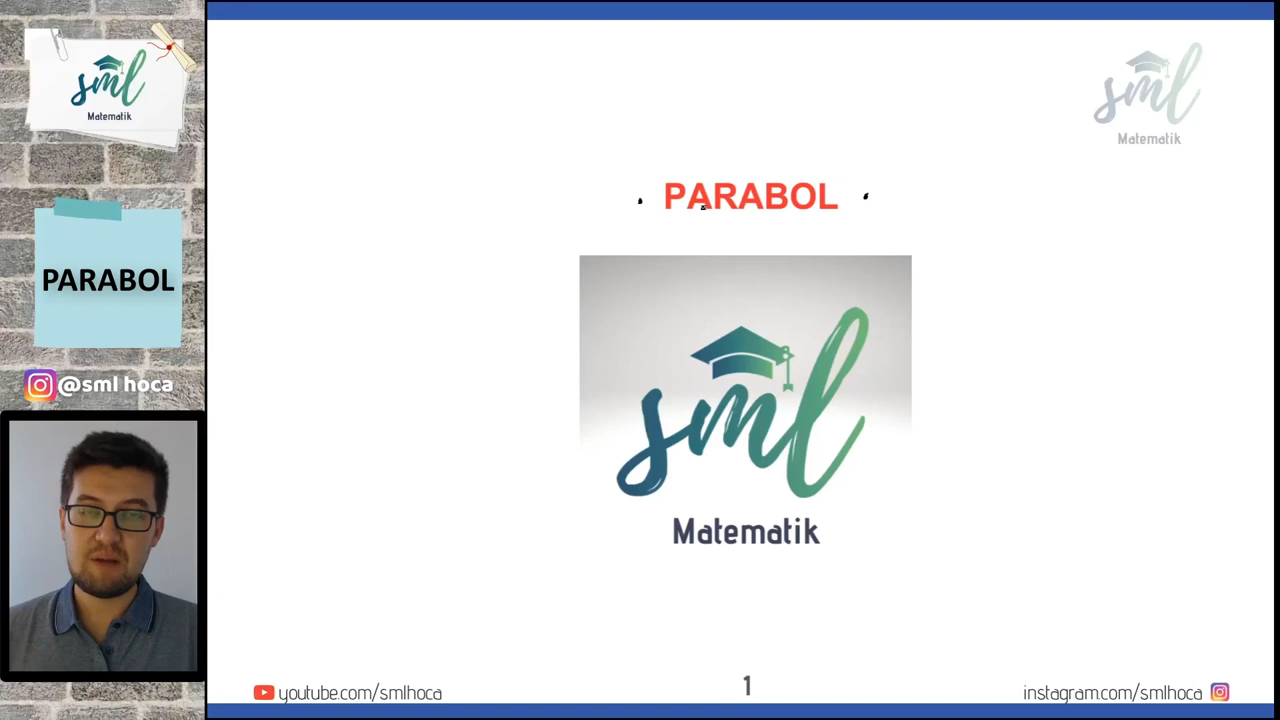 sml
Matematik
PARABOL
@sml hoca
sml
Matematik
PARABOL
sml
Matematik
youtube.com/smlhoca
1
instagram.com/smlhoca